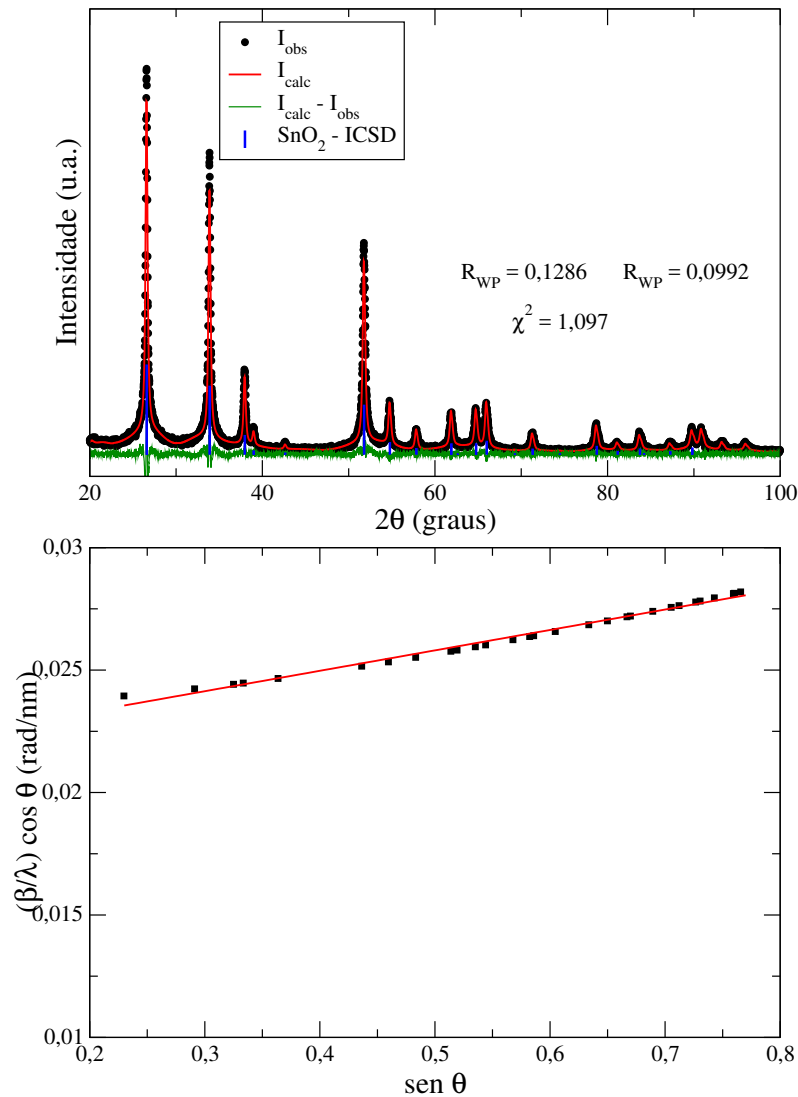 I_obs
I_calc
I_calc - I_obs
SnO_2 - ICSD
Intensidade (u.a.)
R_WP = 0,1286 R_WP = 0,0992
χ^2 = 1,097
20 40 60 80 100
2θ (graus)
0,03
0,025
0,02
0,015
0,01
(β/λ) cos θ (rad/nm)
0,2 0,3 0,4 0,5 0,6 0,7 0,8
sen θ